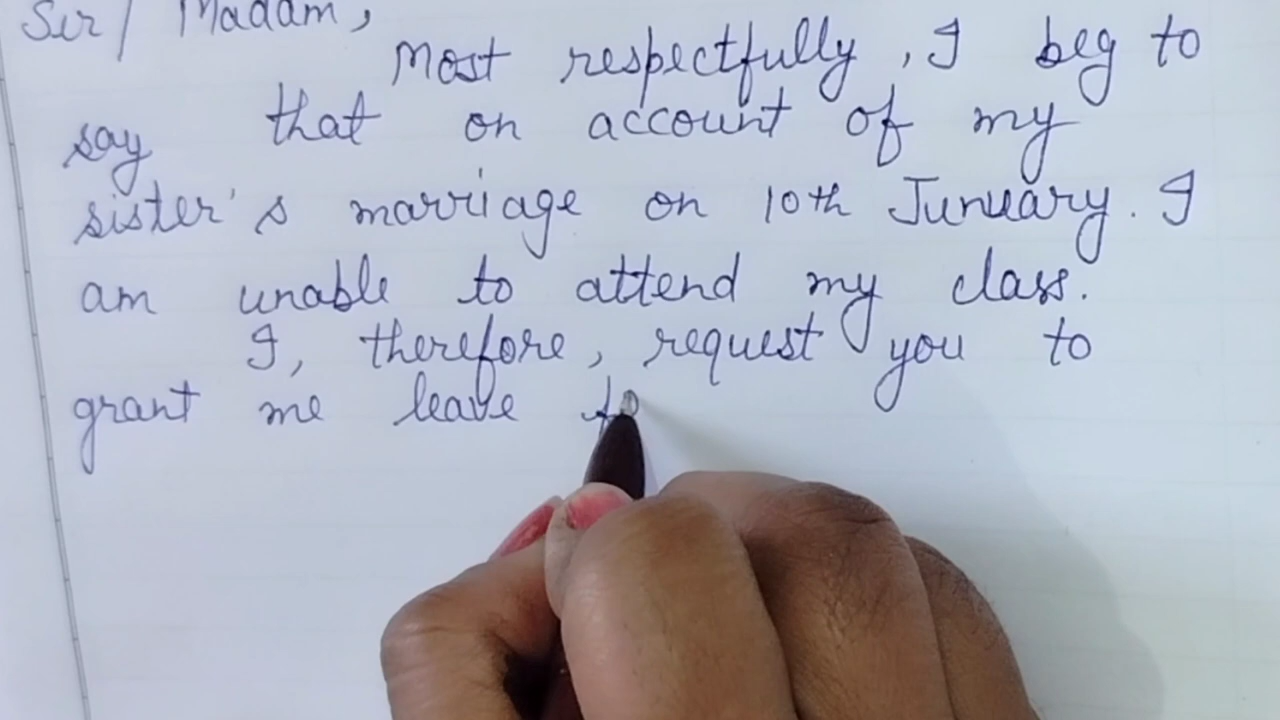 Sir/ Madam,
Most respectfully, I beg to
say that on account of my
sister's marriage on 10th Junuary. I
am unable to attend my class.
I, therefore, request you to
grant me leave fo